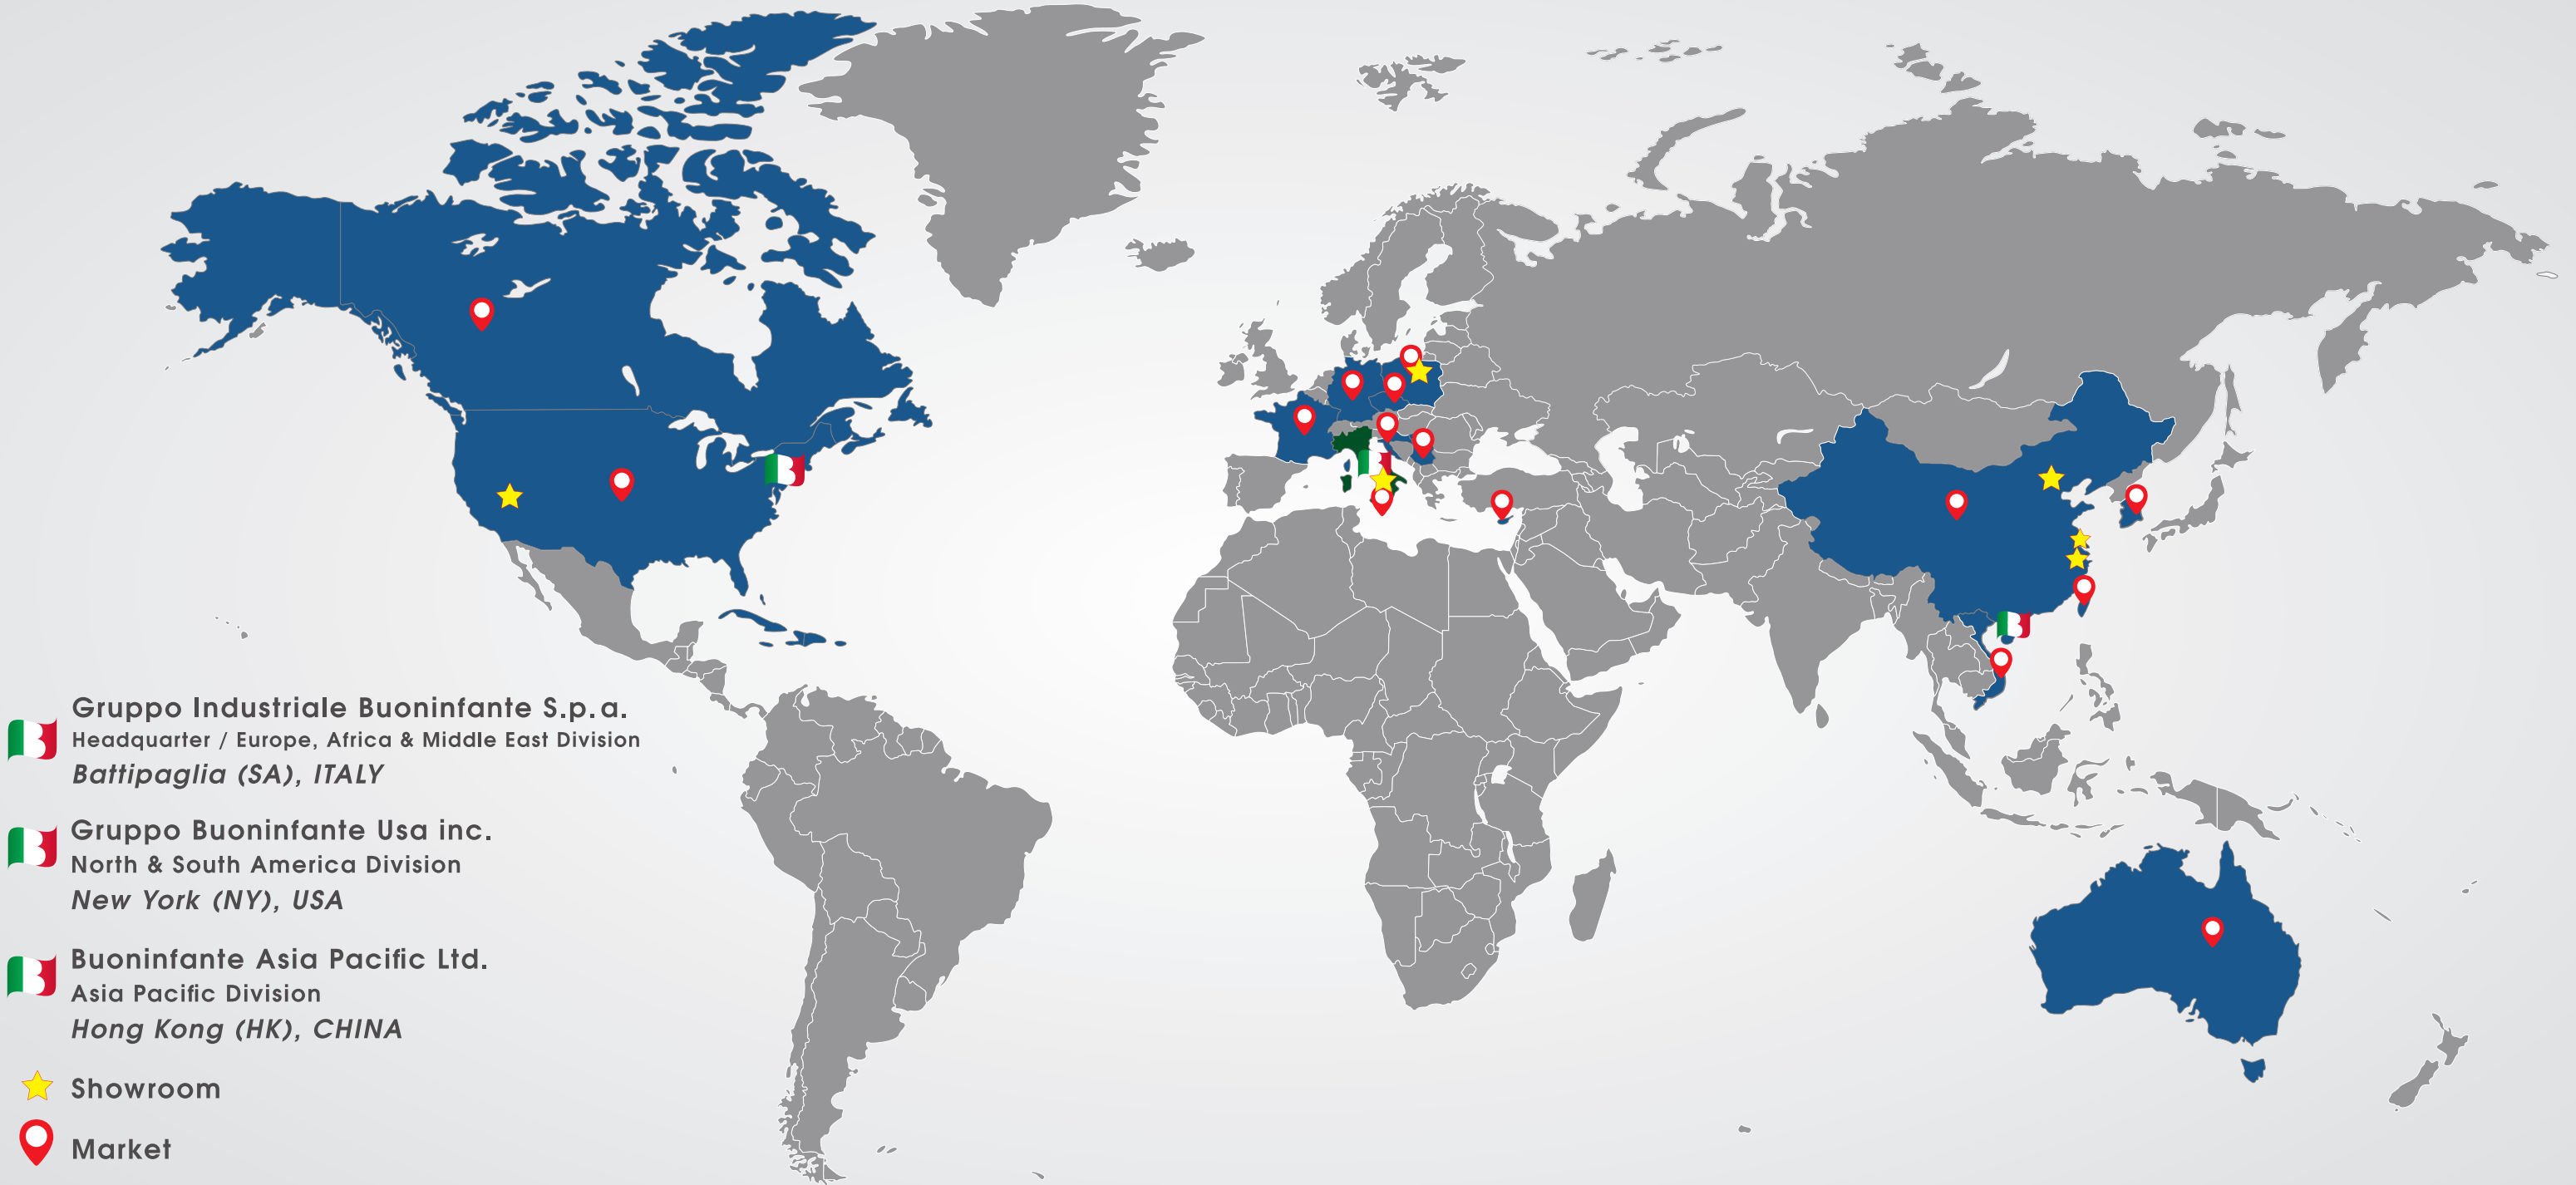 Gruppo Industriale Buoninfante S.p.a.
Headquarter / Europe, Africa & Middle East Division
Battipaglia (SA), ITALY
Gruppo Buoninfante Usa inc.
North & South America Division
New York (NY), USA
Buoninfante Asia Pacific Ltd.
Asia Pacific Division
Hong Kong (HK), CHINA
Showroom
Market